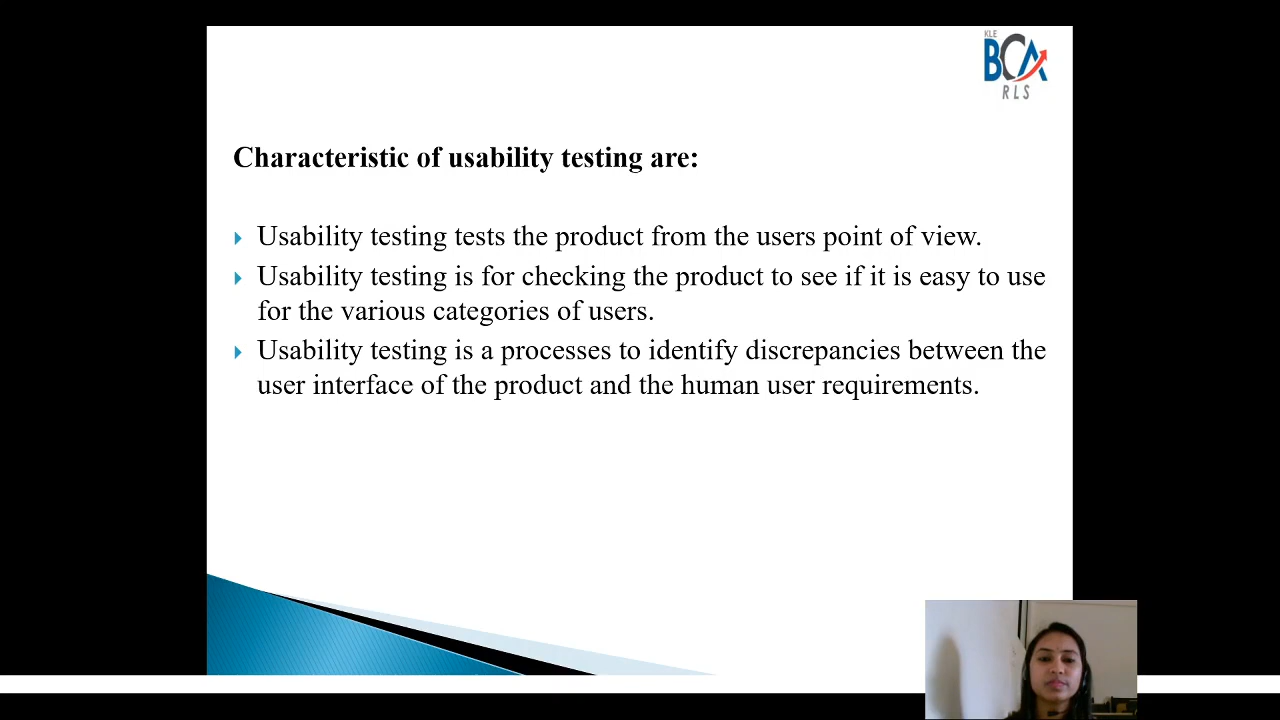 KLE
BCA
RLS
Characteristic of usability testing are:
Usability testing tests the product from the users point of view.
Usability testing is for checking the product to see if it is easy to use
for the various categories of users.
Usability testing is a processes to identify discrepancies between the
user interface of the product and the human user requirements.